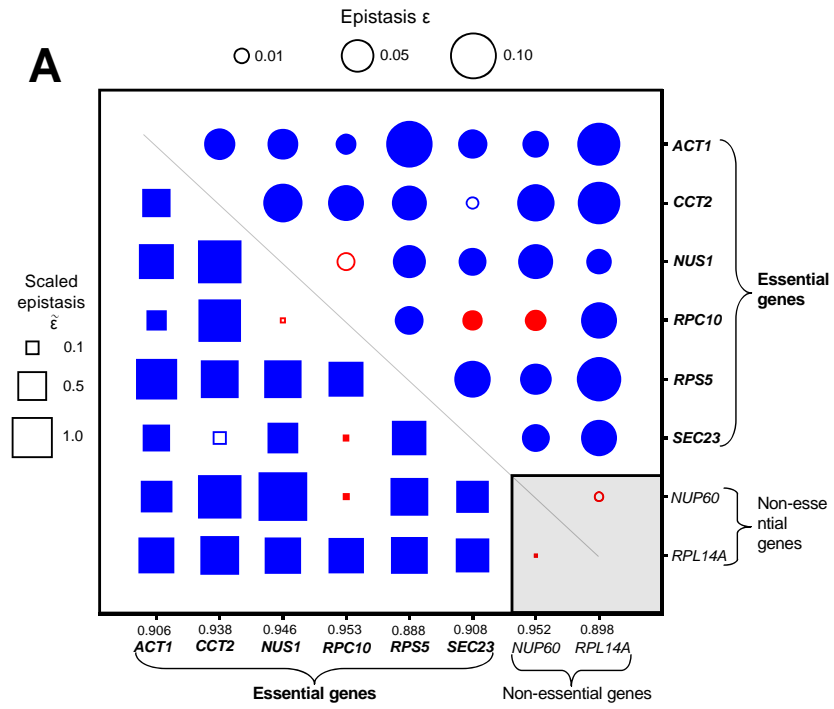 Epistasis ε
A
0.01
0.05
0.10
ACT1
CCT2
NUS1
RPC10
RPS5
SEC23
NUP60
RPL14A
Essential
genes
Non-esse
ntial
genes
Scaled
epistasis
ε̃
0.1
0.5
1.0
0.906 0.938 0.946 0.953 0.888 0.908 0.952 0.898
ACT1 CCT2 NUS1 RPC10 RPS5 SEC23 NUP60 RPL14A
Essential genes
Non-essential genes